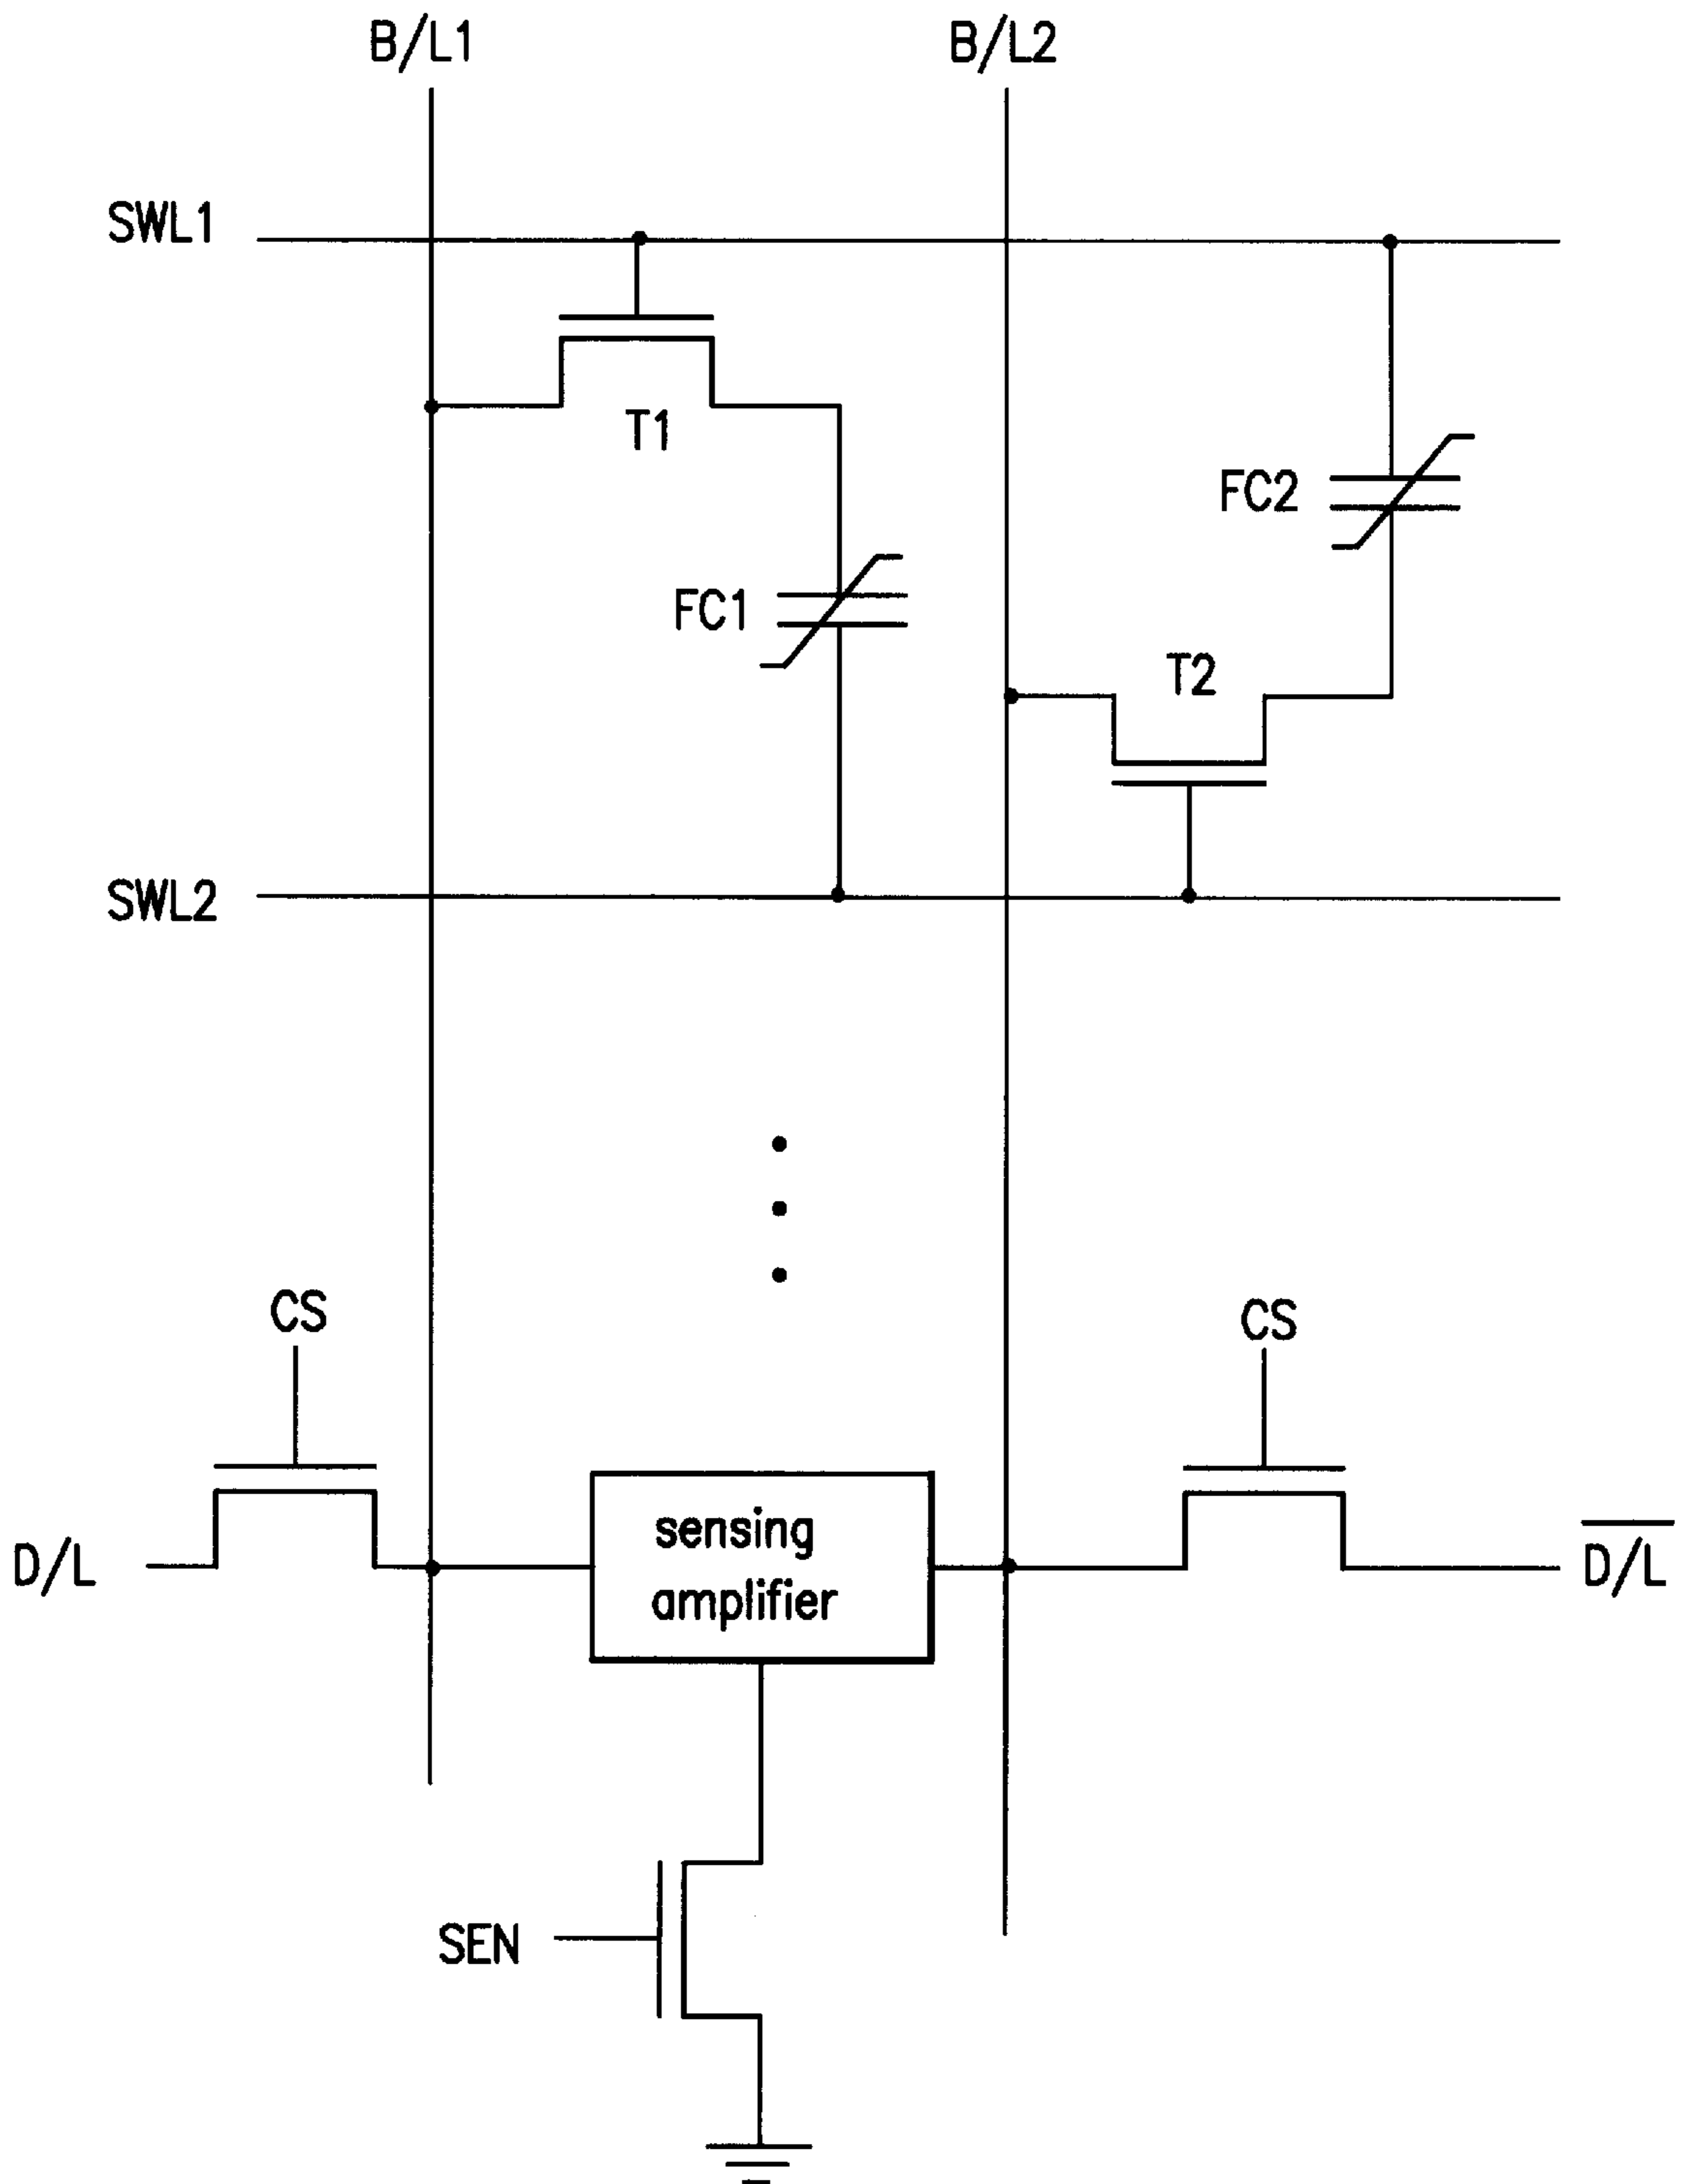 B/L1
B/L2
SWL1
T1
FC2
FC1
T2
SWL2
CS
CS
D/L
sensing
amplifier
D/L
SEN